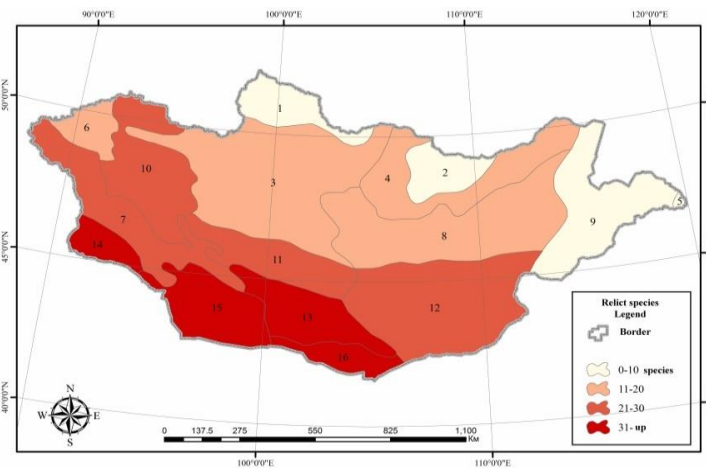 90°0'0"E 100°0'0"E 110°0'0"E 120°0'0"E
50°0'0"N
1
6
10
2
3
4
5
7
9
8
14
45°0'0"N
11
15
13
12
16
Relict species
Legend
Border
0-10 species
11-20
21-30
31- up
40°0'0"N
N
W E
S
0 137.5 275 550 825 1,100
Км
100°0'0"E 110°0'0"E